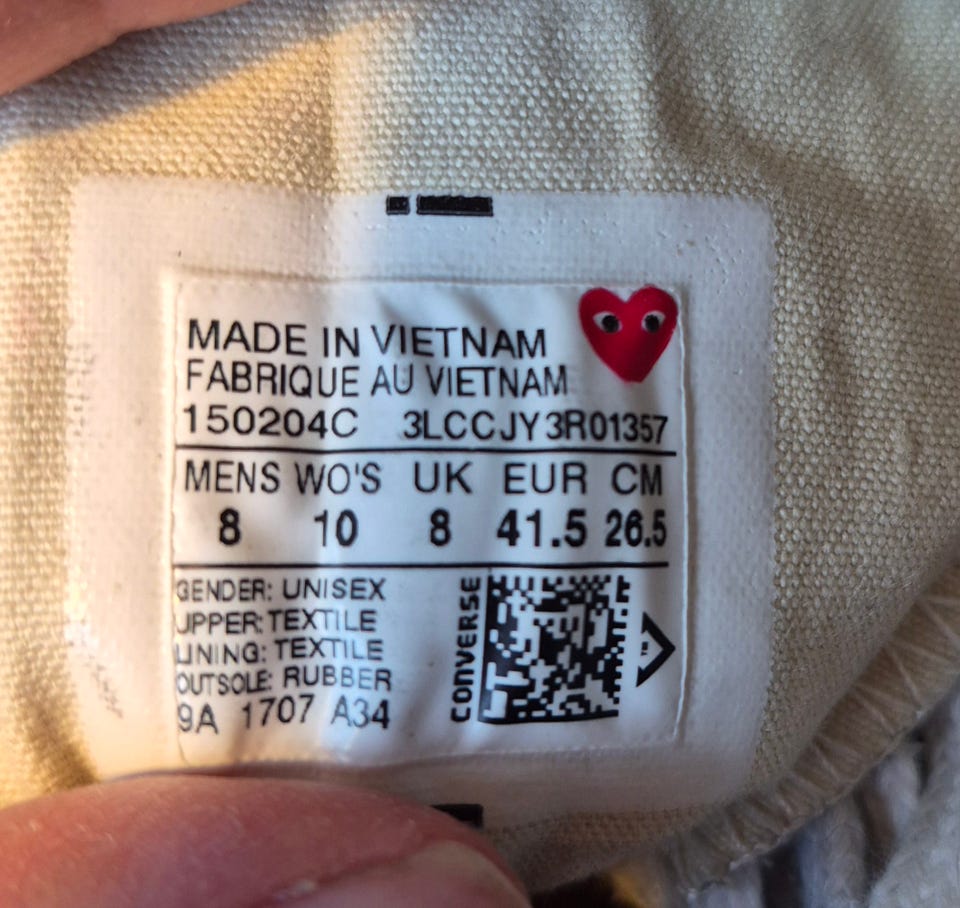 MADE IN VIETNAM
FABRIQUE AU VIETNAM
150204C 3LCCJY3R01357
MENS WO'S UK EUR CM
8 10 8 41.5 26.5
GENDER: UNISEX
UPPER: TEXTILE
LINING: TEXTILE
OUTSOLE: RUBBER
9A 1707 A34
CONVERSE
TM